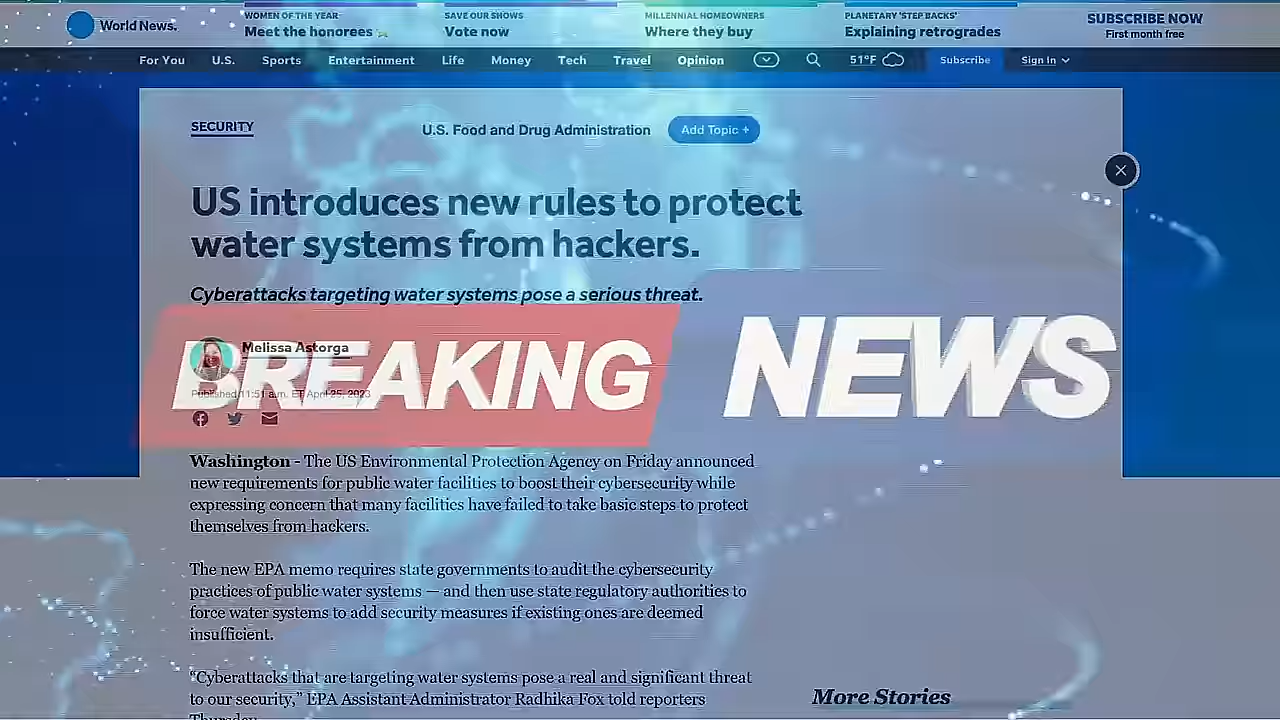 World News.
WOMEN OF THE YEAR
Meet the honorees
SAVE OUR SHOWS
Vote now
MILLENNIAL HOMEOWNERS
Where they buy
PLANETARY 'STEP BACKS'
Explaining retrogrades
SUBSCRIBE NOW
First month free
For You U.S. Sports Entertainment Life Money Tech Travel Opinion 51°F Subscribe Sign In
SECURITY
U.S. Food and Drug Administration Add Topic +
US introduces new rules to protect
water systems from hackers.
Cyberattacks targeting water systems pose a serious threat.
Melissa Astorga
BREAKING NEWS
Published 11:51 a.m. ET April 25, 2023
Washington - The US Environmental Protection Agency on Friday announced
new requirements for public water facilities to boost their cybersecurity while
expressing concern that many facilities have failed to take basic steps to protect
themselves from hackers.
The new EPA memo requires state governments to audit the cybersecurity
practices of public water systems — and then use state regulatory authorities to
force water systems to add security measures if existing ones are deemed
insufficient.
“Cyberattacks that are targeting water systems pose a real and significant threat
to our security,” EPA Assistant Administrator Radhika Fox told reporters
Thursday
More Stories